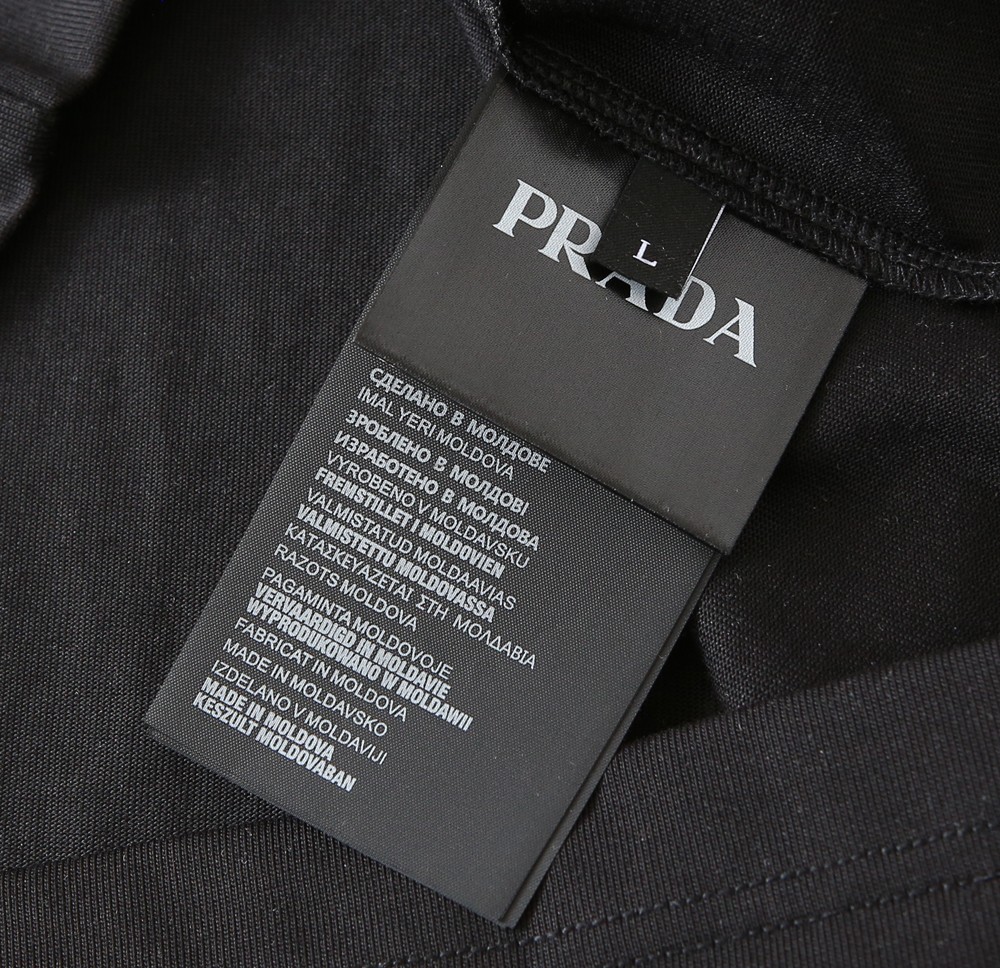 PRADA
L
СДЕЛАНО В МОЛДОВЕ
IMAL YERI MOLDOVA
ЗРОБЛЕНО В МОЛДОВІ
ИЗРАБОТЕНО В МОЛДОВА
VYROBENO V MOLDAVSKU
FREMSTILLET I MOLDOVIEN
VALMISTATUD MOLDAAVIAS
VALMISTETTU MOLDOVASSA
ΚΑΤΑΣΚΕΥΑΖΕΤΑΙ ΣΤΗ ΜΟΛΔΑΒΙΑ
RAZOTS MOLDOVA
PAGAMINTA MOLDOVOJE
VERVAARDIGD IN MOLDAVIE
WYPRODUKOWANO W MOLDAWII
FABRICAT IN MOLDOVA
MADE IN MOLDAVSKO
IZDELANO V MOLDAVIJI
MADE IN MOLDOVA
KESZULT MOLDOVABAN